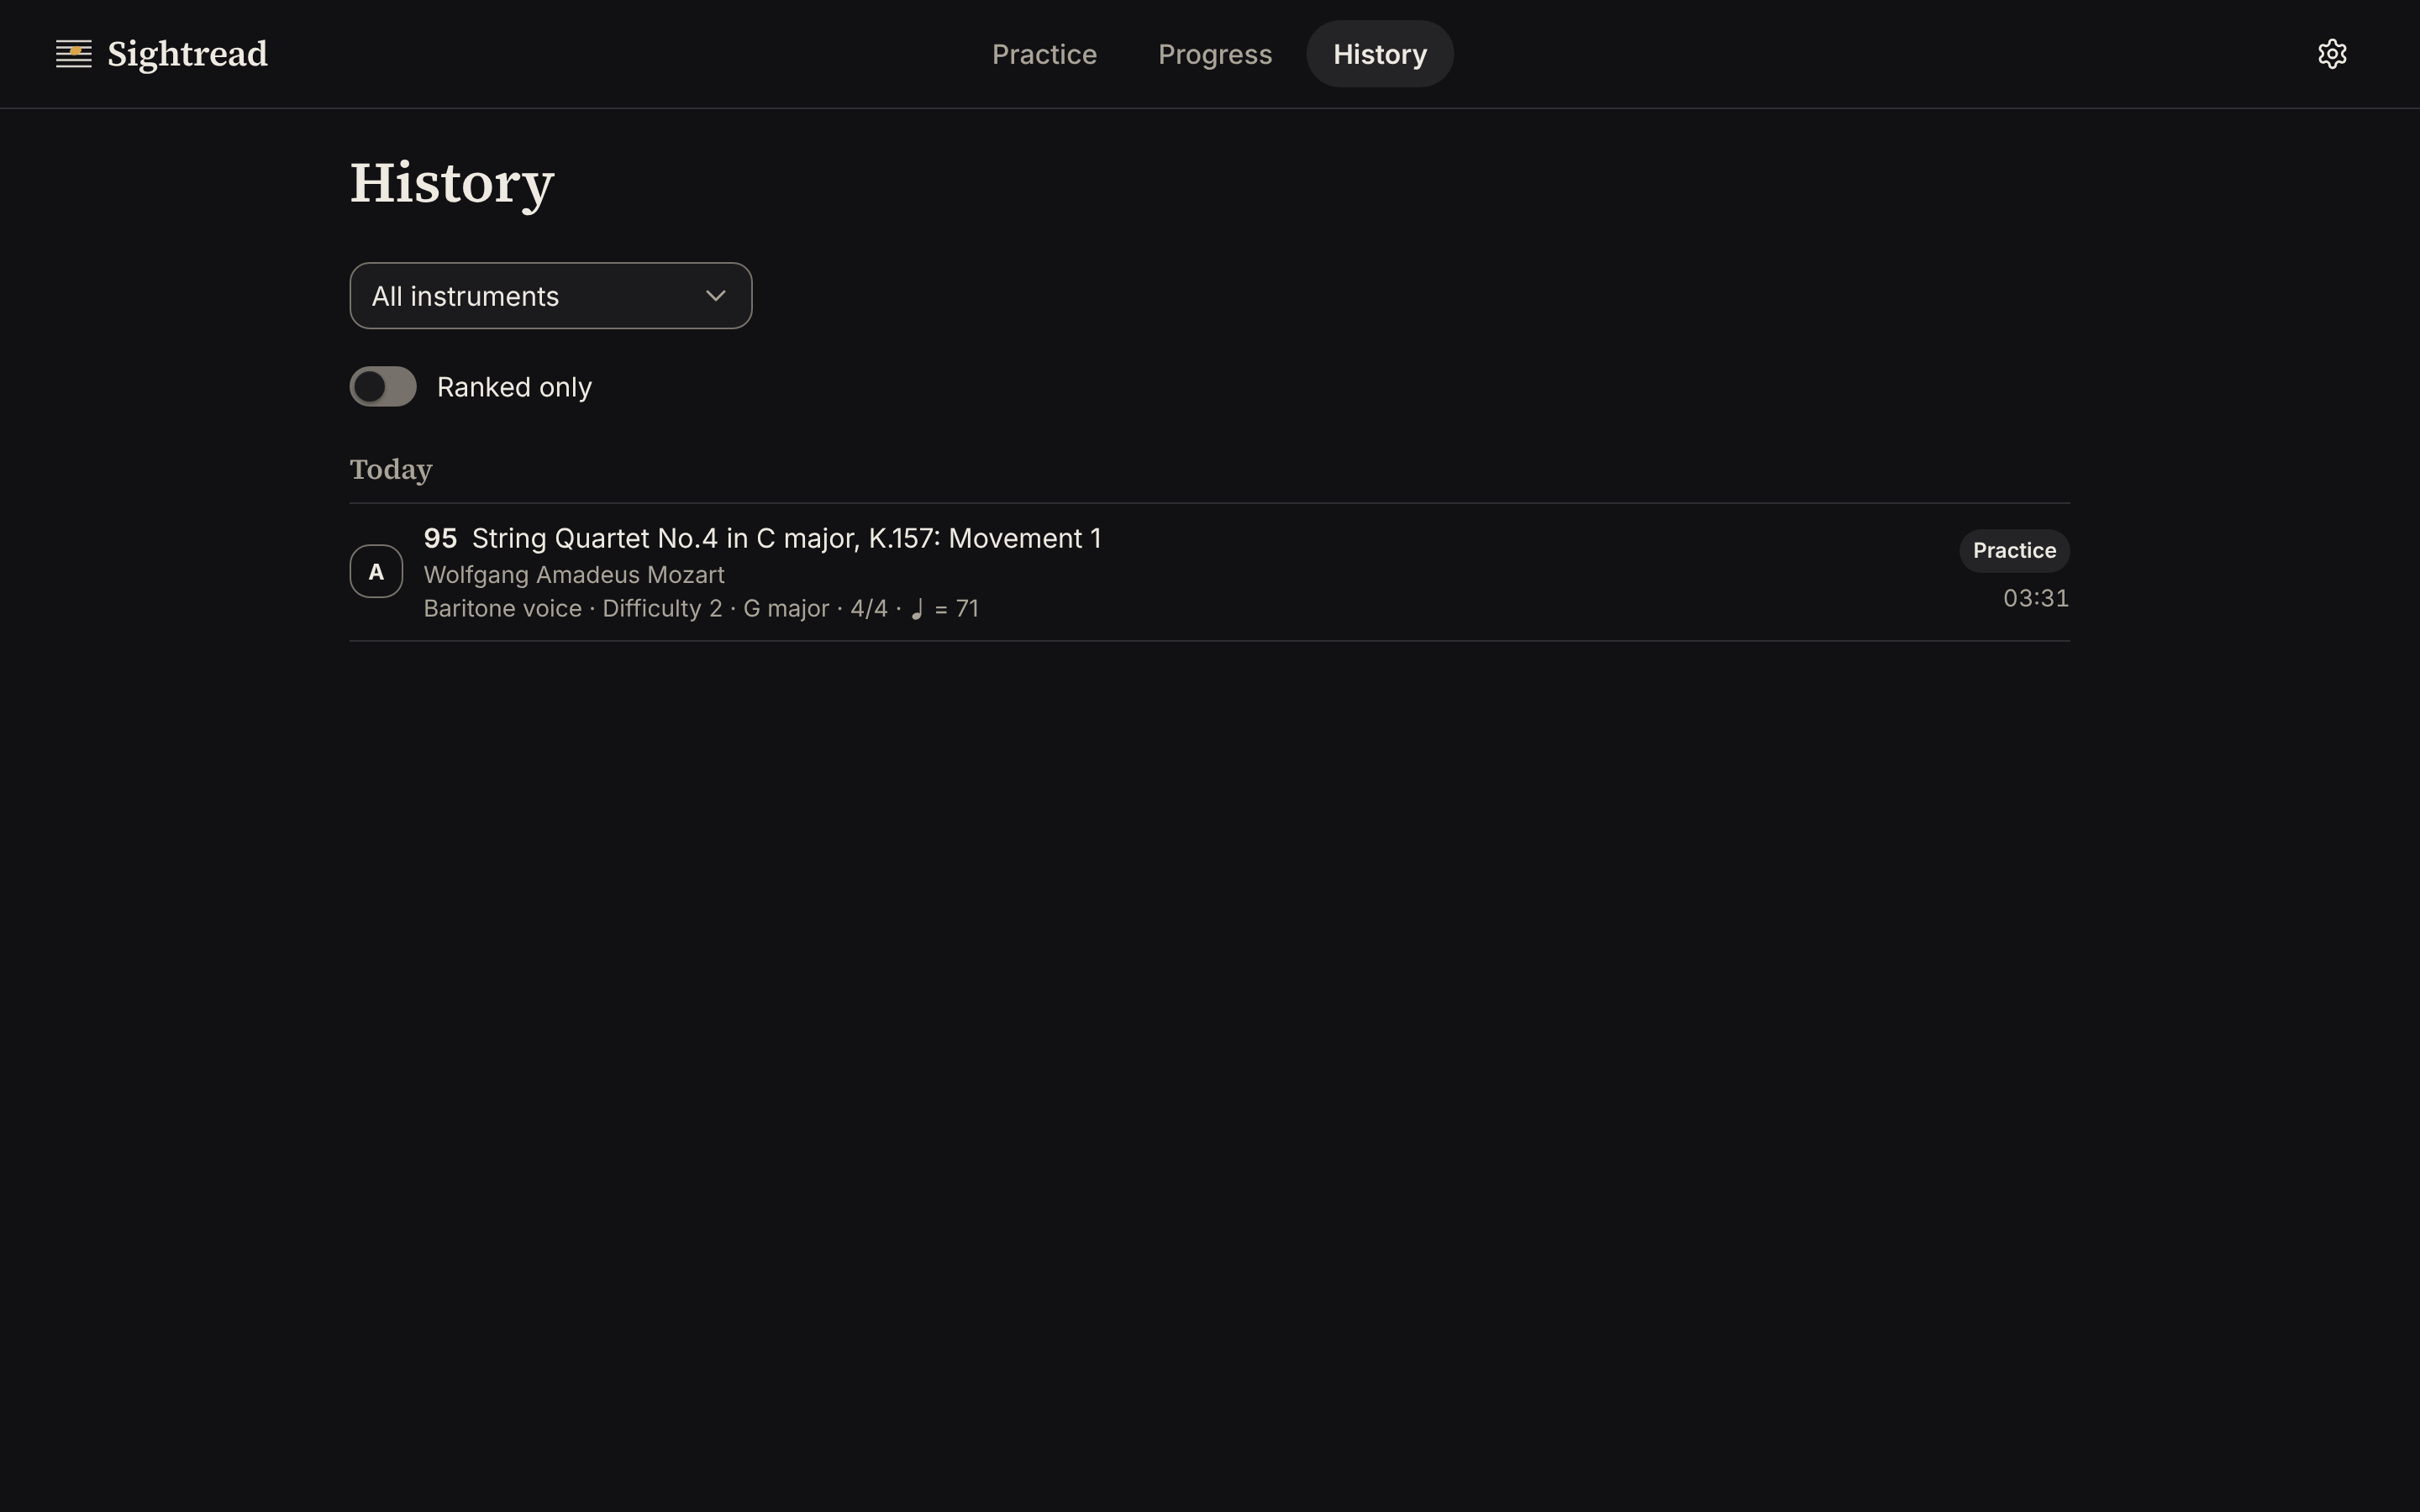 Sightread
Practice
Progress
History
History
All instruments
Ranked only
Today
A
95 String Quartet No.4 in C major, K.157: Movement 1
Wolfgang Amadeus Mozart
Baritone voice · Difficulty 2 · G major · 4/4 · ♩ = 71
Practice
03:31